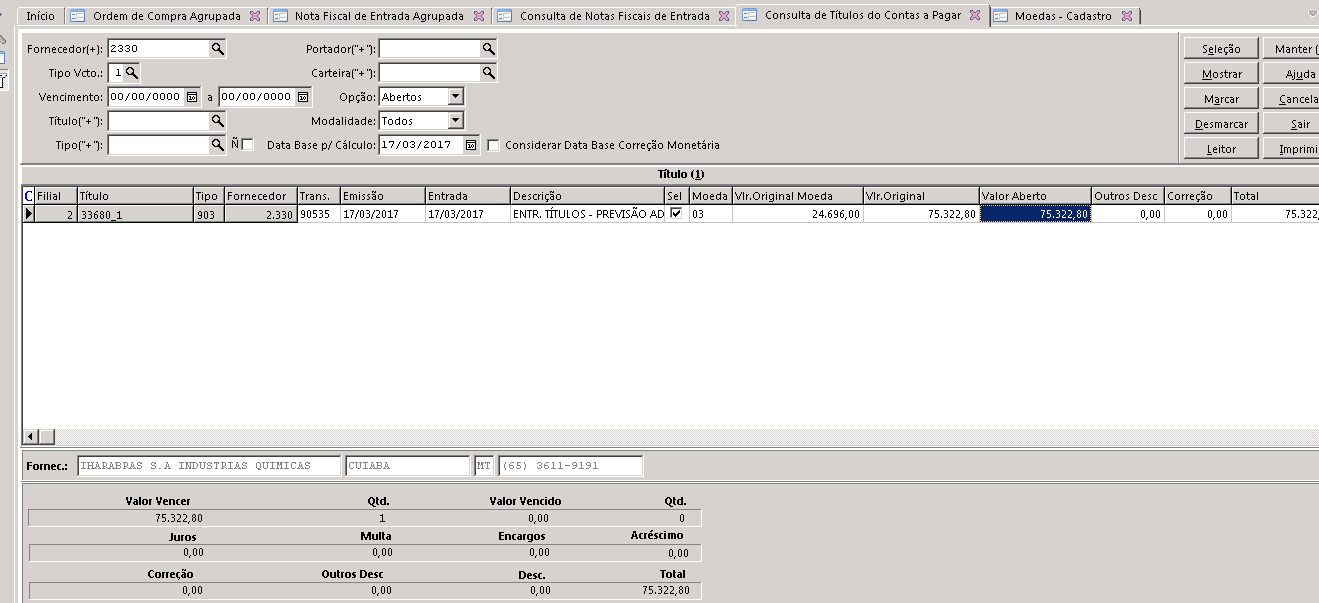 Início Ordem de Compra Agrupada Nota Fiscal de Entrada Agrupada Consulta de Notas Fiscais de Entrada Consulta de Títulos do Contas a Pagar Moedas - Cadastro
Fornecedor(+): 2330 Portador("+"): Seleção Manter (
Tipo Vcto.: 1 Carteira("+"): Mostrar Ajuda
Vencimento: 00/00/0000 a 00/00/0000 Opção: Abertos Marcar Cancela
Título("+"): Modalidade: Todos Desmarcar Sair
Tipo("+"): Ñ Data Base p/ Cálculo: 17/03/2017 Considerar Data Base Correção Monetária Leitor Imprimi
Título (1)
C Filial Título Tipo Fornecedor Trans. Emissão Entrada Descrição Sel Moeda Vlr.Original Moeda Vlr.Original Valor Aberto Outros Desc Correção Total
2 33680_1 903 2.330 90535 17/03/2017 17/03/2017 ENTR. TÍTULOS - PREVISÃO AD 03 24.696,00 75.322,80 75.322,80 0,00 0,00 75.322,
Fornec.: IHARABRAS S.A INDUSTRIAS QUIMICAS CUIABA MT (65) 3611-9191
Valor Vencer Qtd. Valor Vencido Qtd.
75.322,80 1 0,00 0
Juros Multa Encargos Acréscimo
0,00 0,00 0,00 0,00
Correção Outros Desc Desc. Total
0,00 0,00 0,00 75.322,80